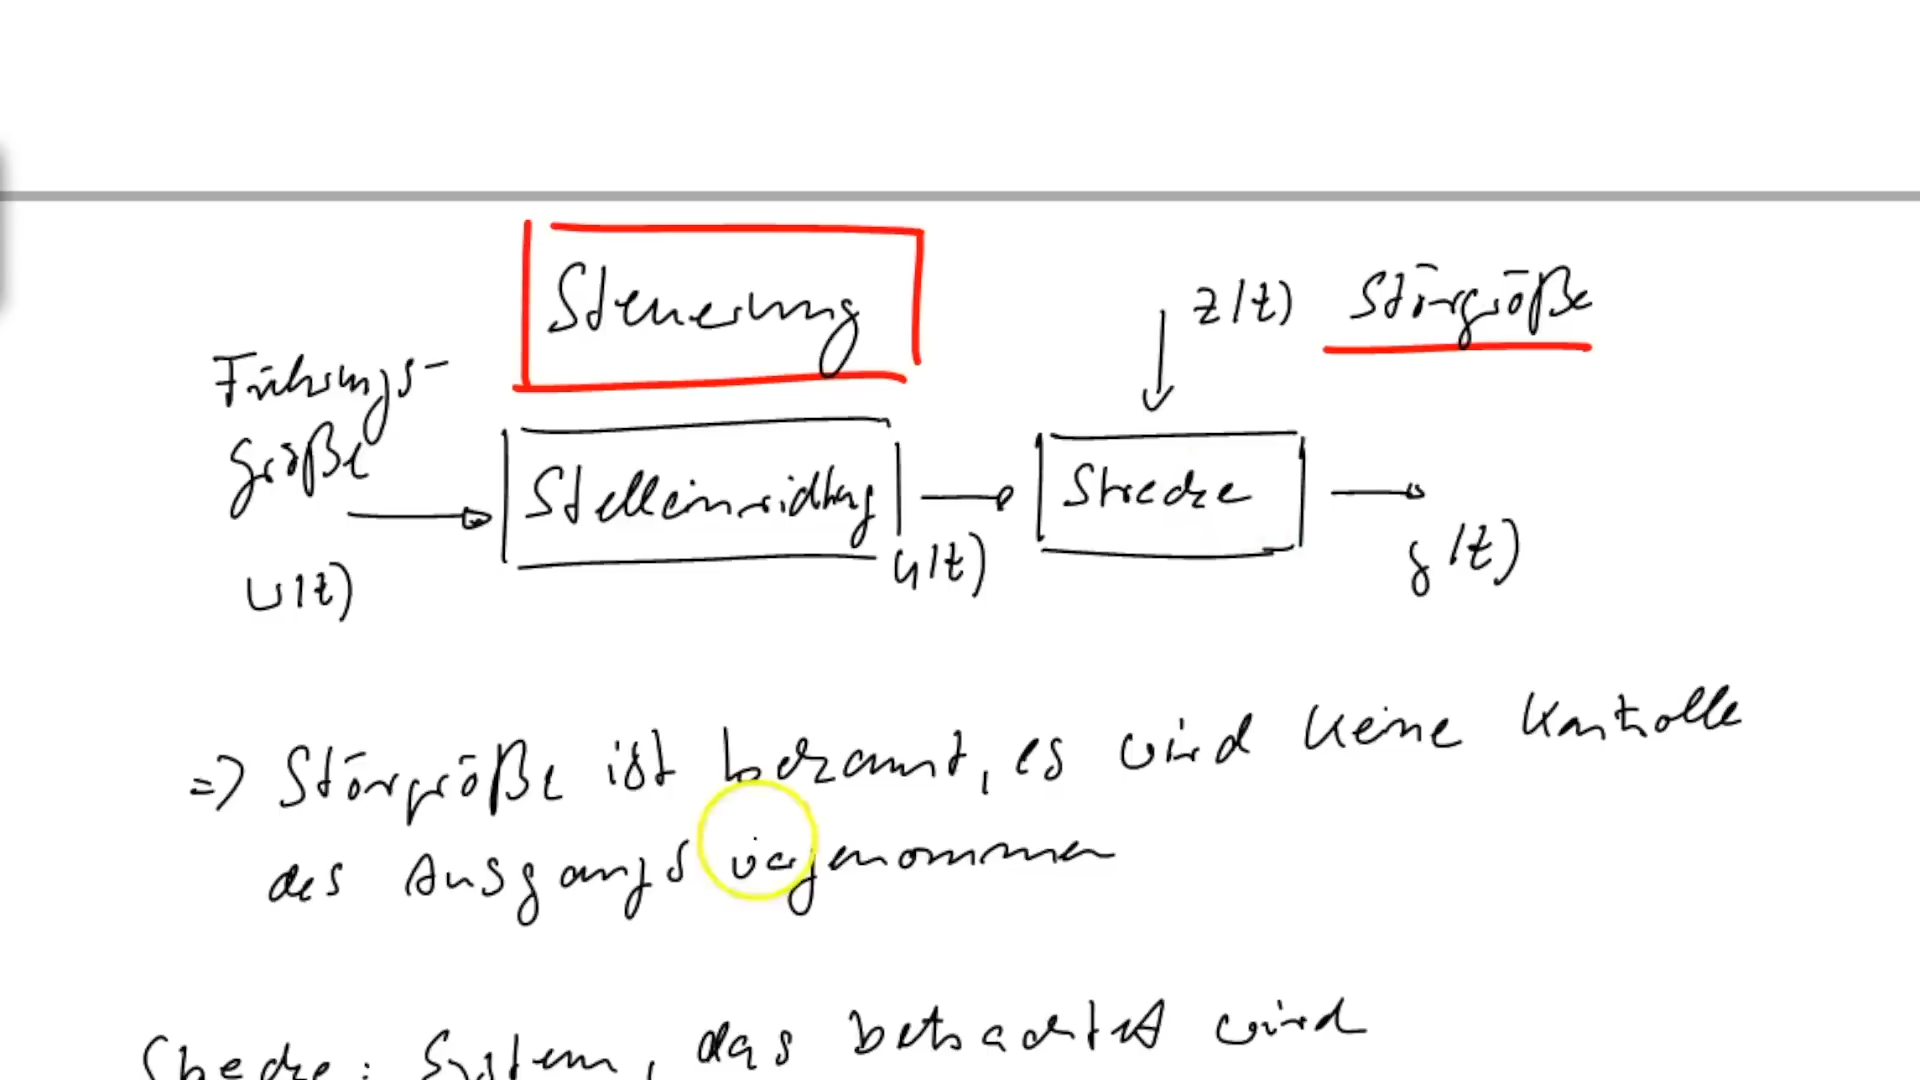 Steuerung
z(t) Störgröße
Führungs-
größe
Stelleinrichtung
Strecke
w(t)
u(t)
y(t)
=> Störgröße ist bekannt, es wird keine Kontrolle
des Ausgangs vorgenommen
Strecke: System, das betrachtet wird